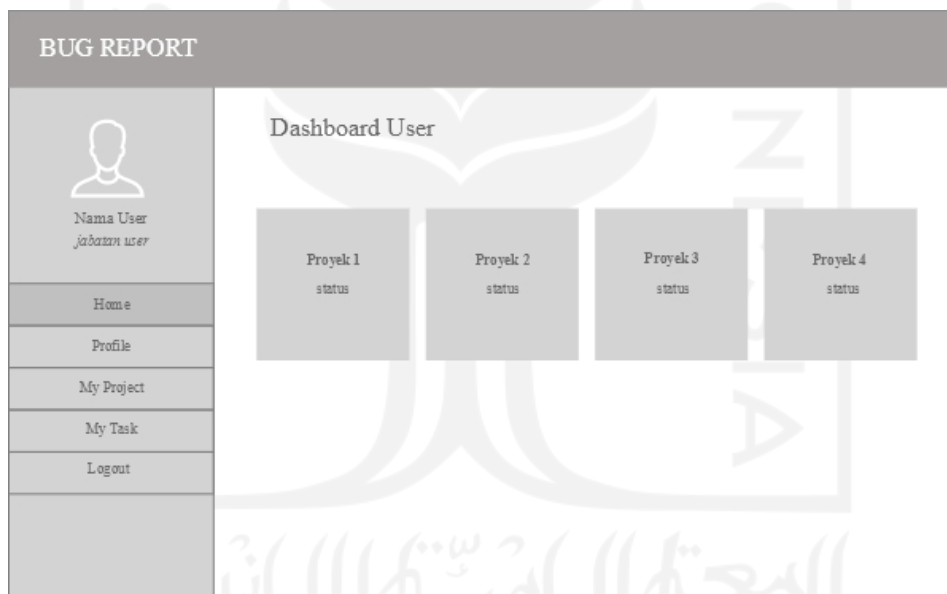 BUG REPORT
Dashboard User
Nama User
jabatan user
Home
Profile
My Project
My Task
Logout
Proyek 1
status
Proyek 2
status
Proyek 3
status
Proyek 4
status